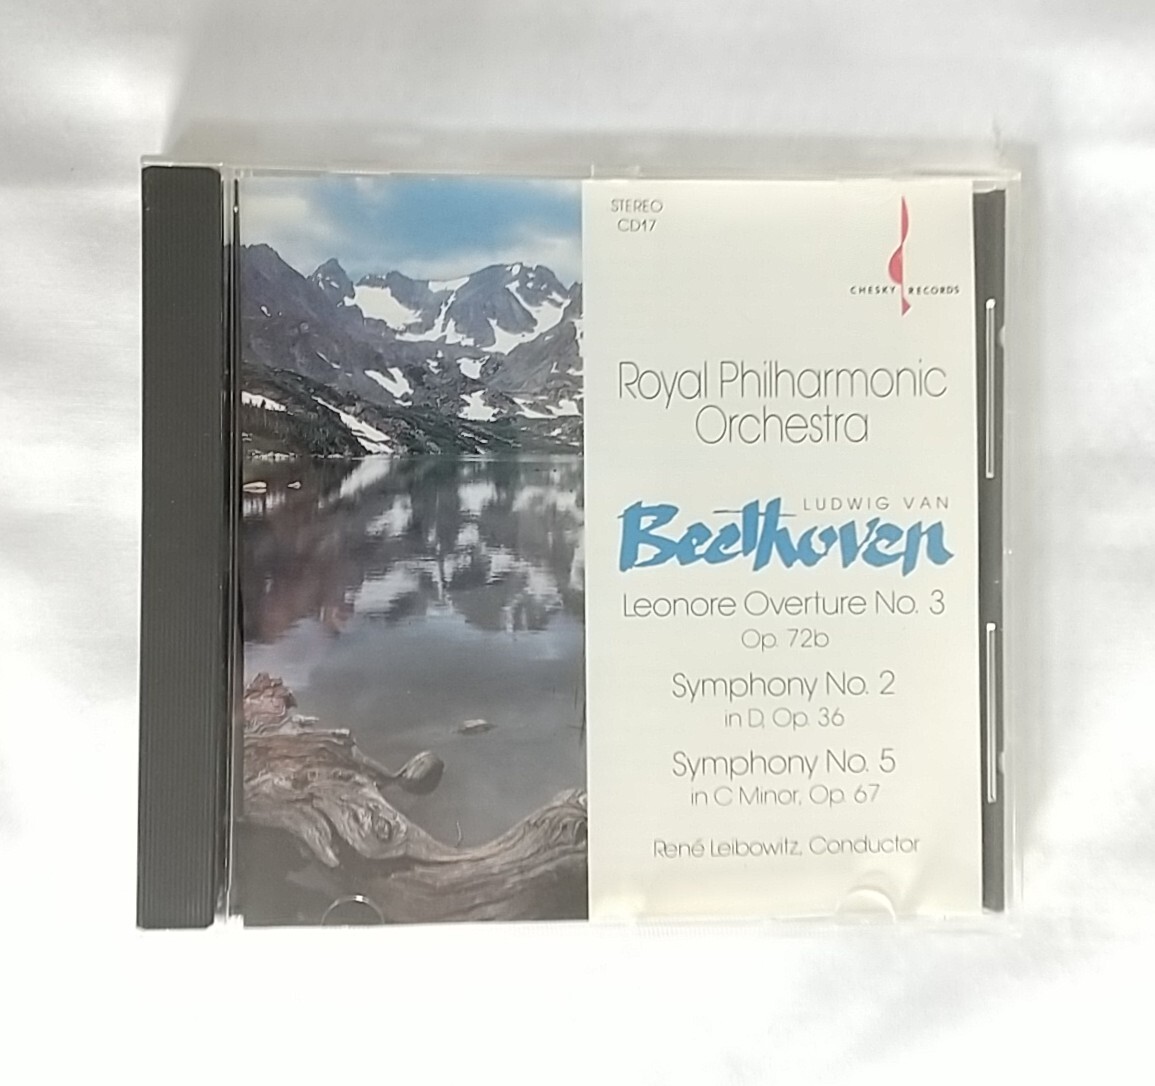 STEREO
CD17
CHESKY RECORDS
Royal Philharmonic
Orchestra
LUDWIG VAN
Beethoven
Leonore Overture No. 3
Op. 72b
Symphony No. 2
in D, Op. 36
Symphony No. 5
in C Minor, Op. 67
René Leibowitz, Conductor